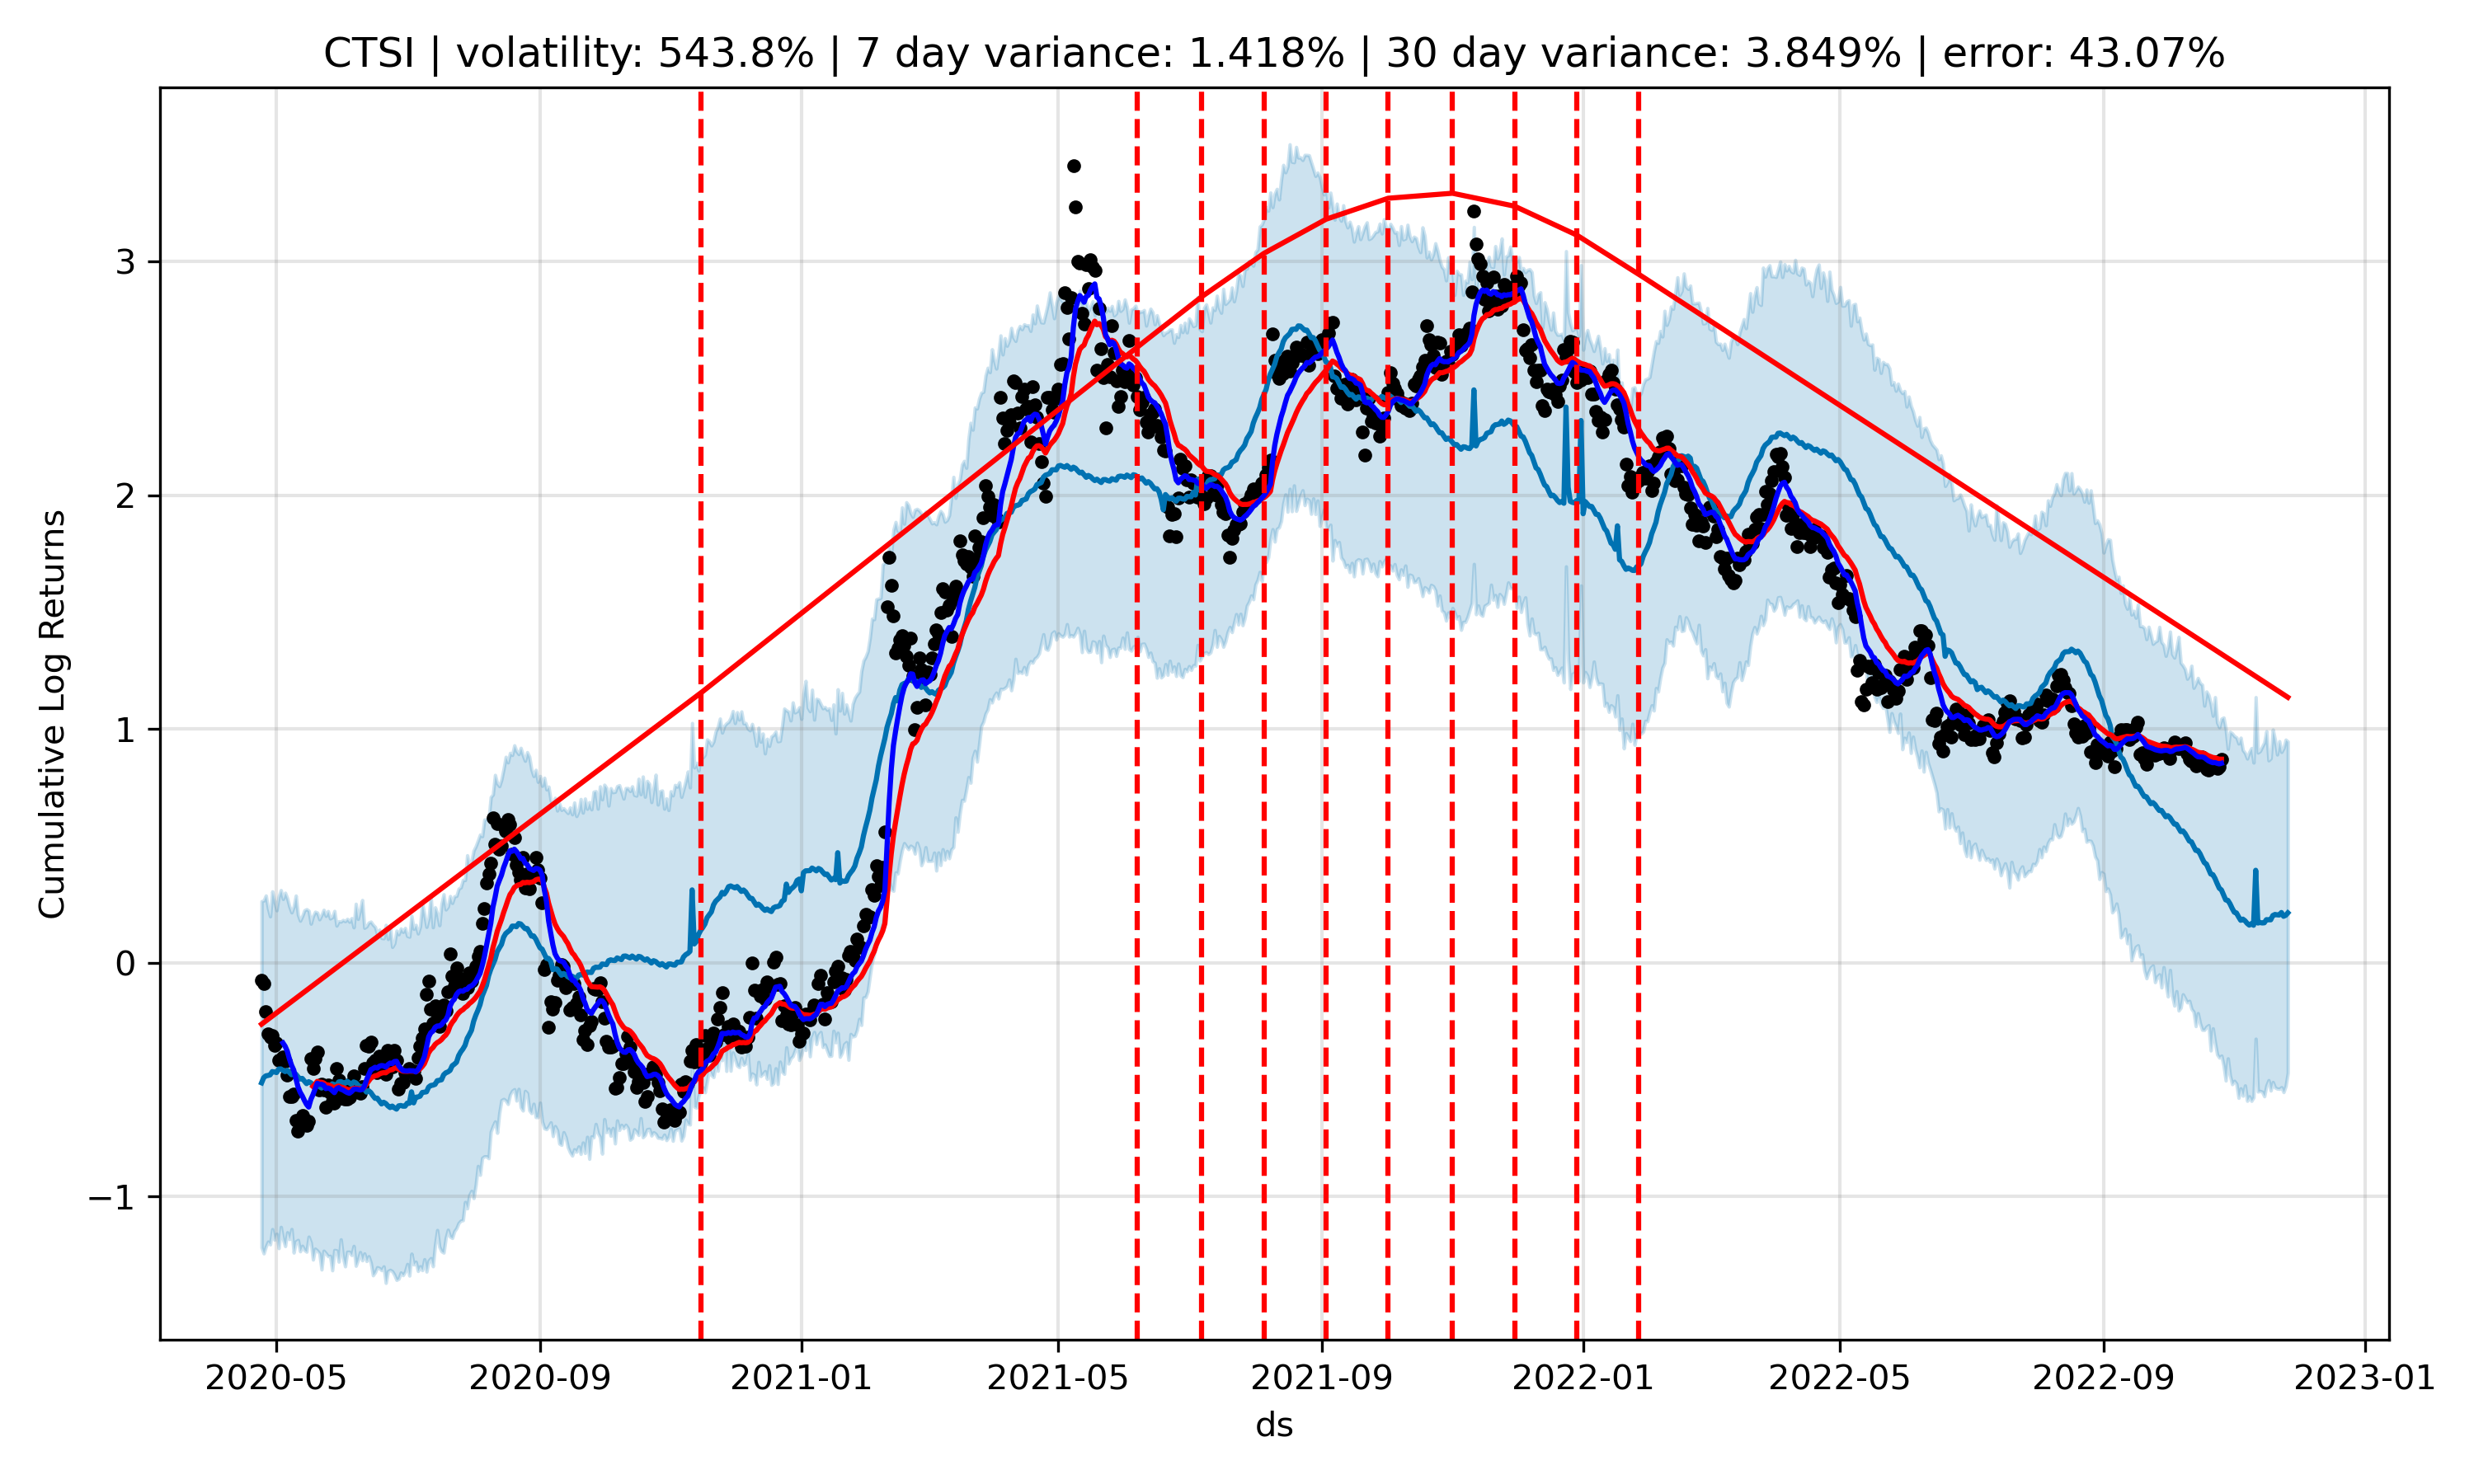 CTSI | volatility: 543.8% | 7 day variance: 1.418% | 30 day variance: 3.849% | error: 43.07%
Cumulative Log Returns
3
2
1
0
−1
2020-05 2020-09 2021-01 2021-05 2021-09 2022-01 2022-05 2022-09 2023-01
ds